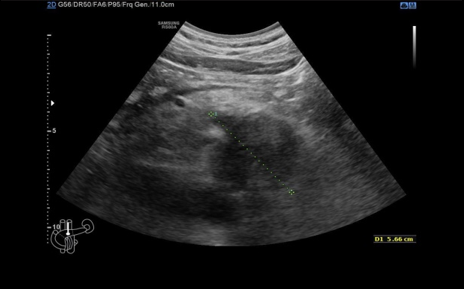 2D G56/DR50/FA6/P95/Frq Gen./11.0cm
SAMSUNG
RS80A
5
10
D1 5.66 cm